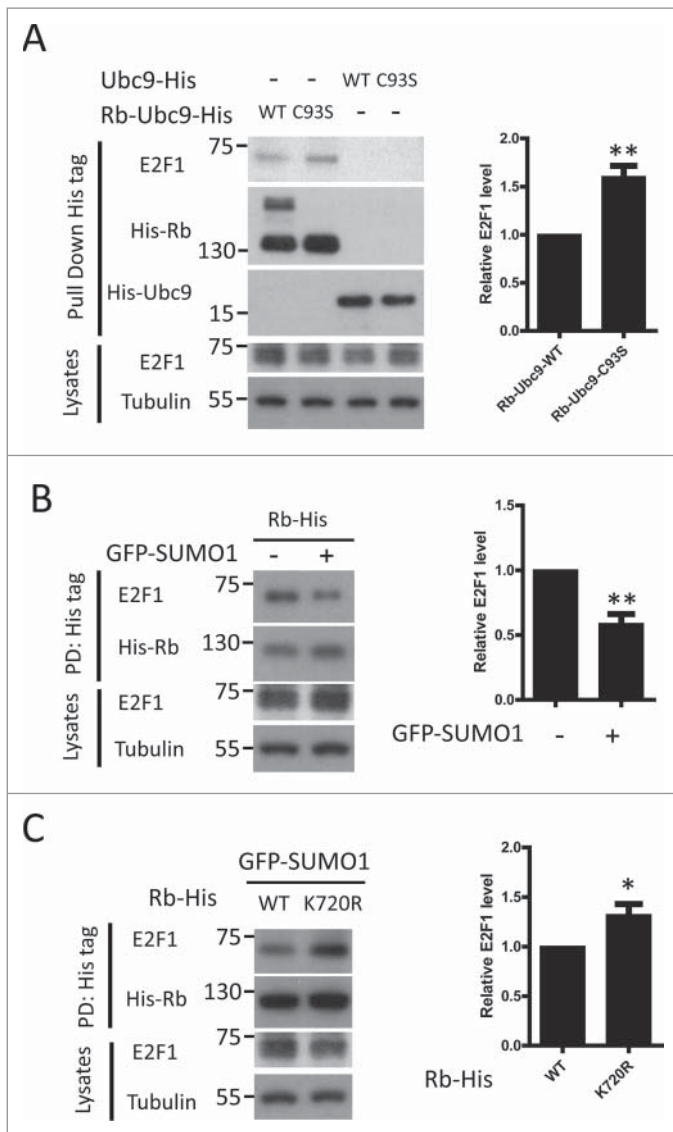 A
Ubc9-His - - WT C93S
Rb-Ubc9-His WT C93S - -
Pull Down His tag
75
E2F1
His-Rb
130
His-Ubc9
15
Lysates
75
E2F1
Tubulin 55
Relative E2F1 level
2.0
1.5
1.0
0.5
0.0
**
Rb-Ubc9-WT
Rb-Ubc9-C93S
B
Rb-His
GFP-SUMO1 - +
PD: His tag
75
E2F1
130
His-Rb
Lysates
75
E2F1
Tubulin 55
Relative E2F1 level
1.5
1.0
0.5
0.0
**
GFP-SUMO1 - +
C
GFP-SUMO1
Rb-His WT K720R
PD: His tag
75
E2F1
130
His-Rb
Lysates
75
E2F1
Tubulin 55
Relative E2F1 level
2.0
1.5
1.0
0.5
0.0
*
Rb-His WT K720R